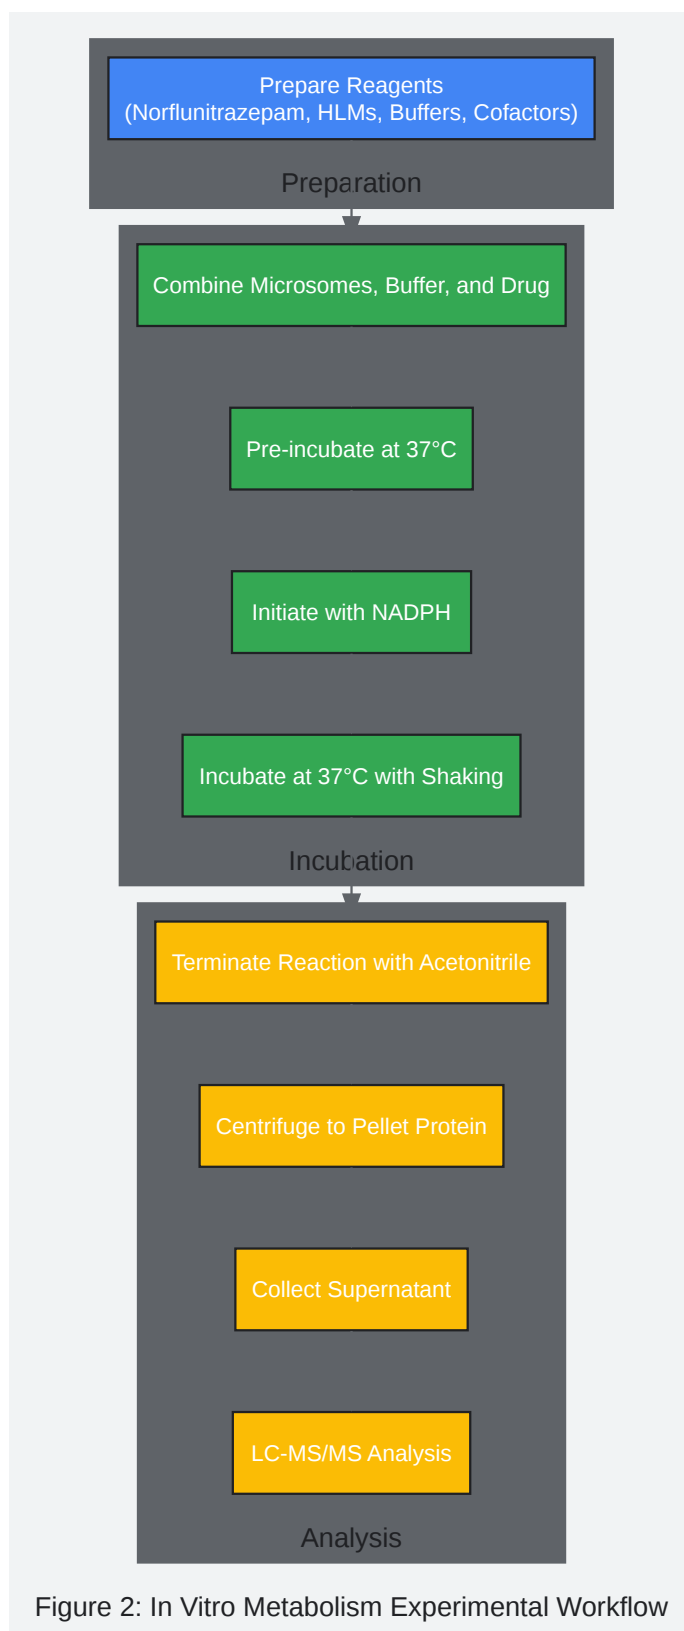 Prepare Reagents
(Norflunitrazepam, HLMs, Buffers, Cofactors)
Preparation
Combine Microsomes, Buffer, and Drug
Pre-incubate at 37°C
Initiate with NADPH
Incubate at 37°C with Shaking
Incubation
Terminate Reaction with Acetonitrile
Centrifuge to Pellet Protein
Collect Supernatant
LC-MS/MS Analysis
Analysis
Figure 2: In Vitro Metabolism Experimental Workflow